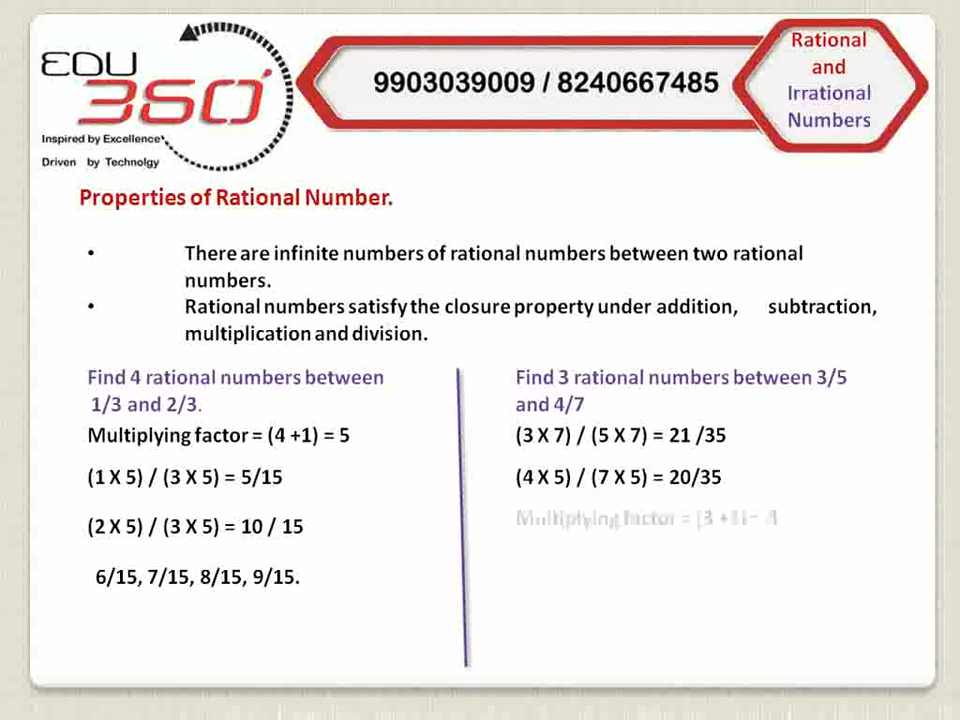 EDU
360°
Inspired by Excellence
Driven by Technolgy
9903039009 / 8240667485
Rational
and
Irrational
Numbers
Properties of Rational Number.
• There are infinite numbers of rational numbers between two rational
numbers.
• Rational numbers satisfy the closure property under addition, subtraction,
multiplication and division.
Find 4 rational numbers between
1/3 and 2/3.
Multiplying factor = (4 +1) = 5
(1 X 5) / (3 X 5) = 5/15
(2 X 5) / (3 X 5) = 10 / 15
6/15, 7/15, 8/15, 9/15.
Find 3 rational numbers between 3/5
and 4/7
(3 X 7) / (5 X 7) = 21 /35
(4 X 5) / (7 X 5) = 20/35
Multiplying factor = (3 +1) =